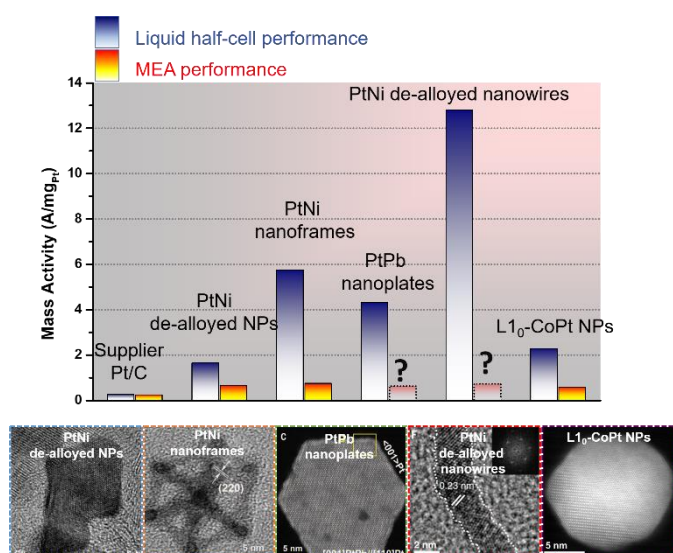 Liquid half-cell performance
MEA performance
14
12
10
8
6
4
2
0
Mass Activity (A/mgPt)
Supplier
Pt/C
PtNi
de-alloyed NPs
PtNi
nanoframes
PtPb
nanoplates
?
PtNi de-alloyed nanowires
?
L10-CoPt NPs
PtNi
de-alloyed NPs
PtNi
nanoframes
(220)
5 nm
C
PtPb
nanoplates
<001>Pt
5 nm
PtNi
de-alloyed
nanowires
0.23 nm
2 nm
L10-CoPt NPs
5 nm